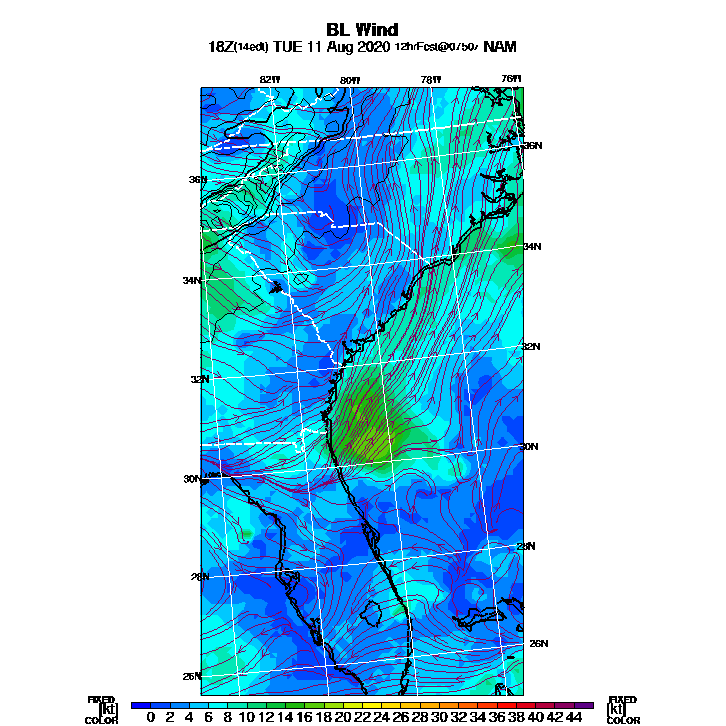 BL Wind
18Z(14edt) TUE 11 Aug 2020 12hrFcst@0750z NAM
82W 80W 78W 76W
36N
36N
34N
34N
32N
32N
30N
30N
28N
28N
26N
26N
FIXED FIXED
[kt] 0 2 4 6 8 10 12 14 16 18 20 22 24 26 28 30 32 34 36 38 40 42 44 [kt]
COLOR COLOR